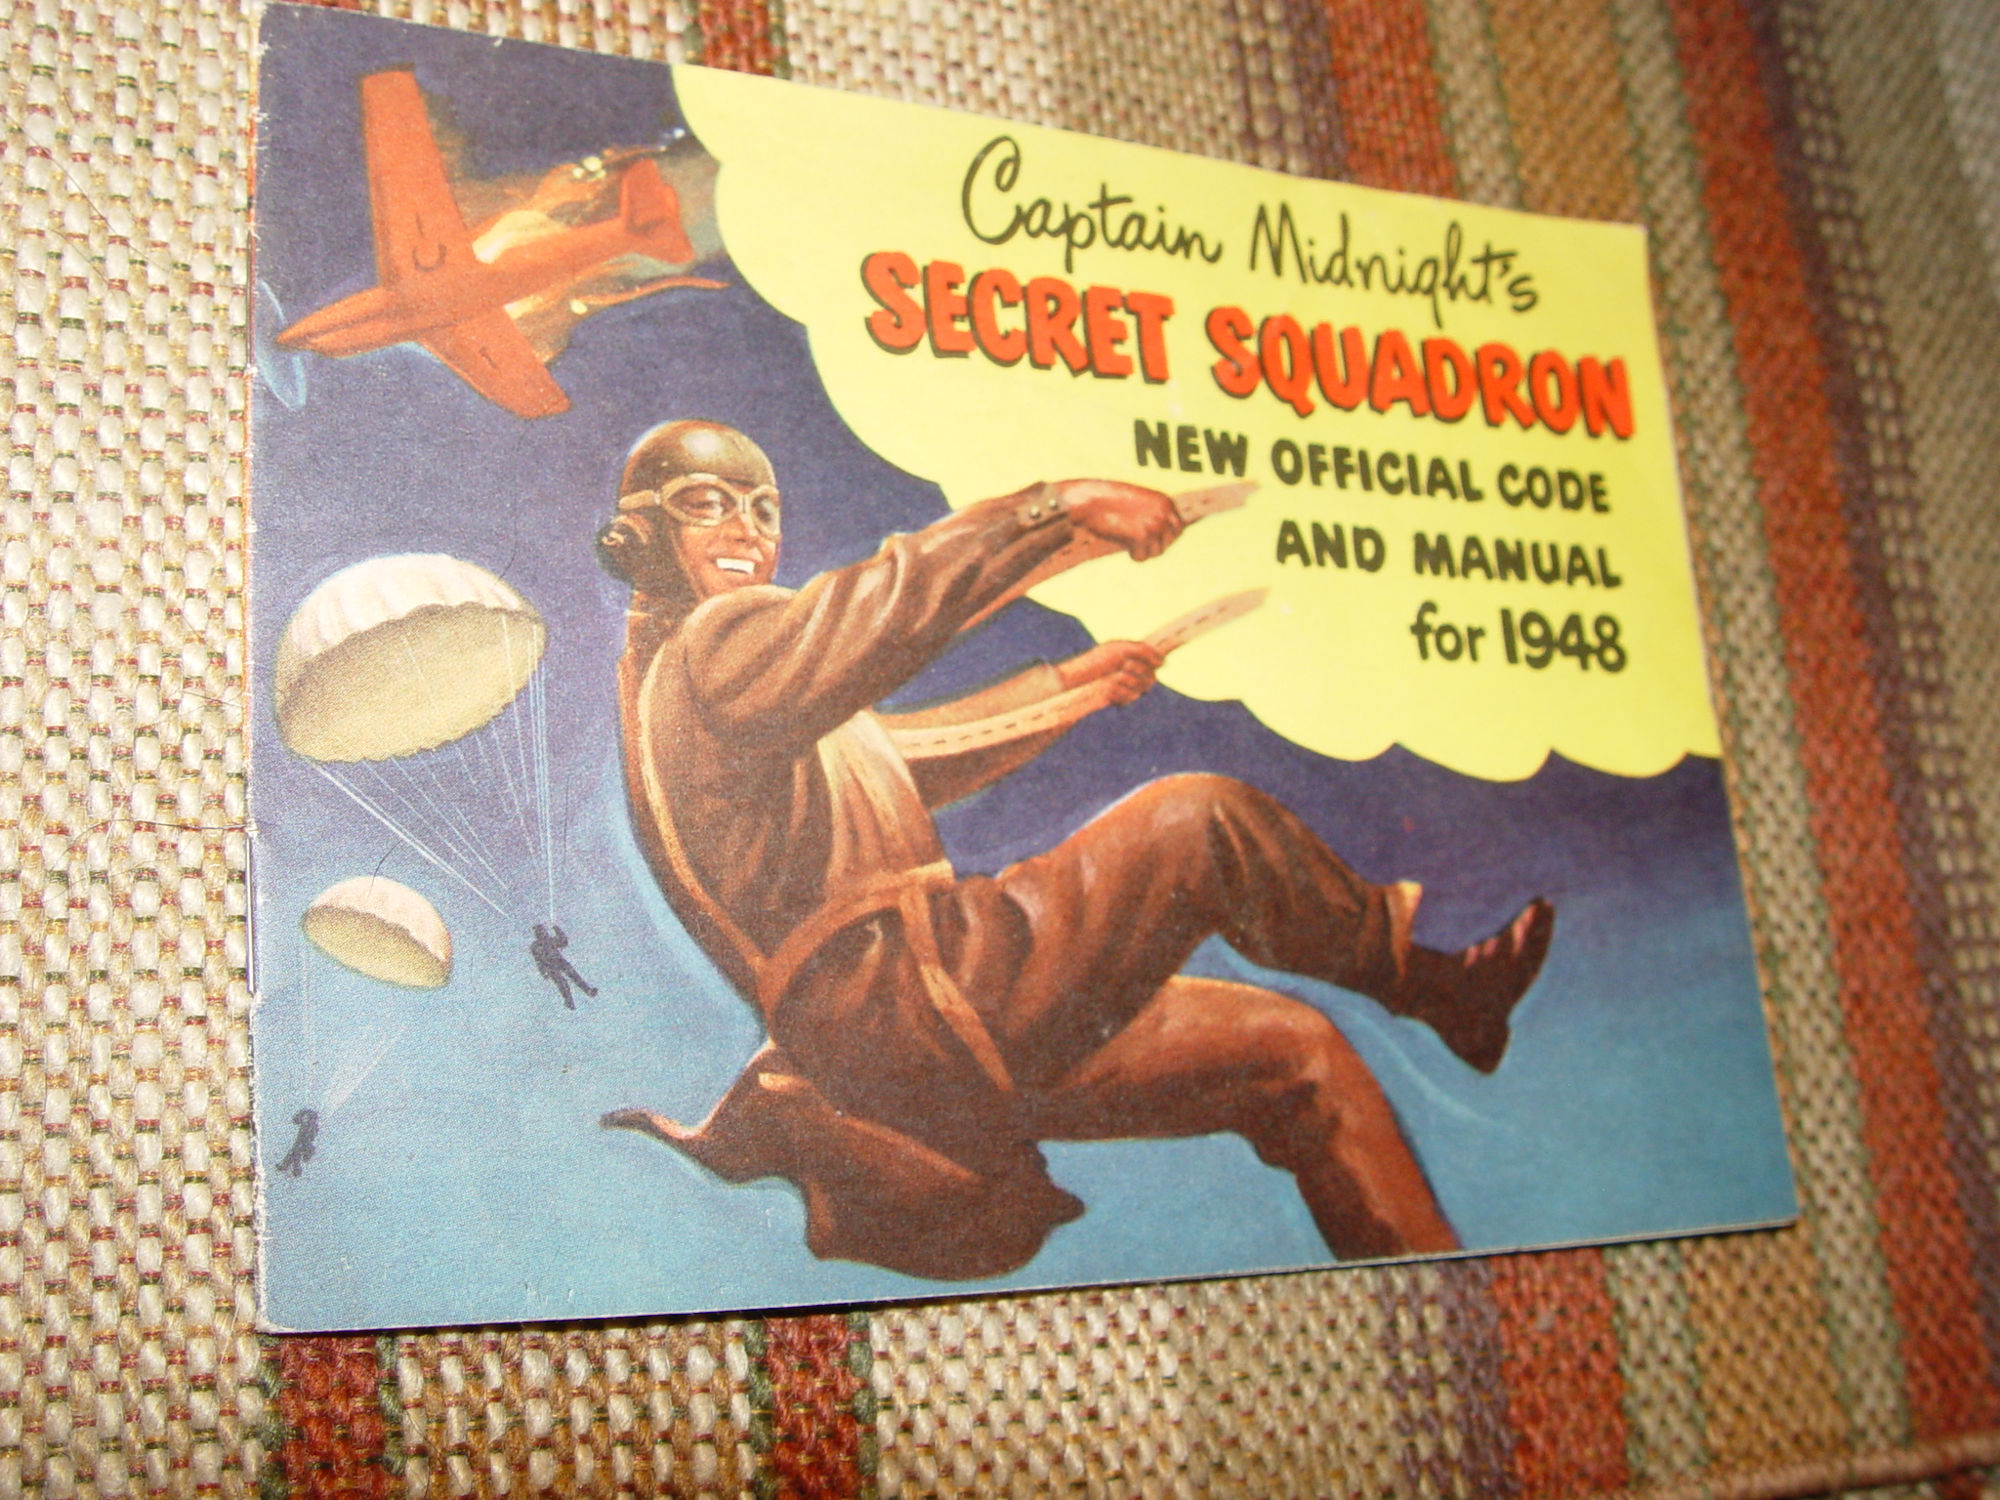 Captain Midnight's
SECRET SQUADRON
NEW OFFICIAL CODE
AND MANUAL
for 1948